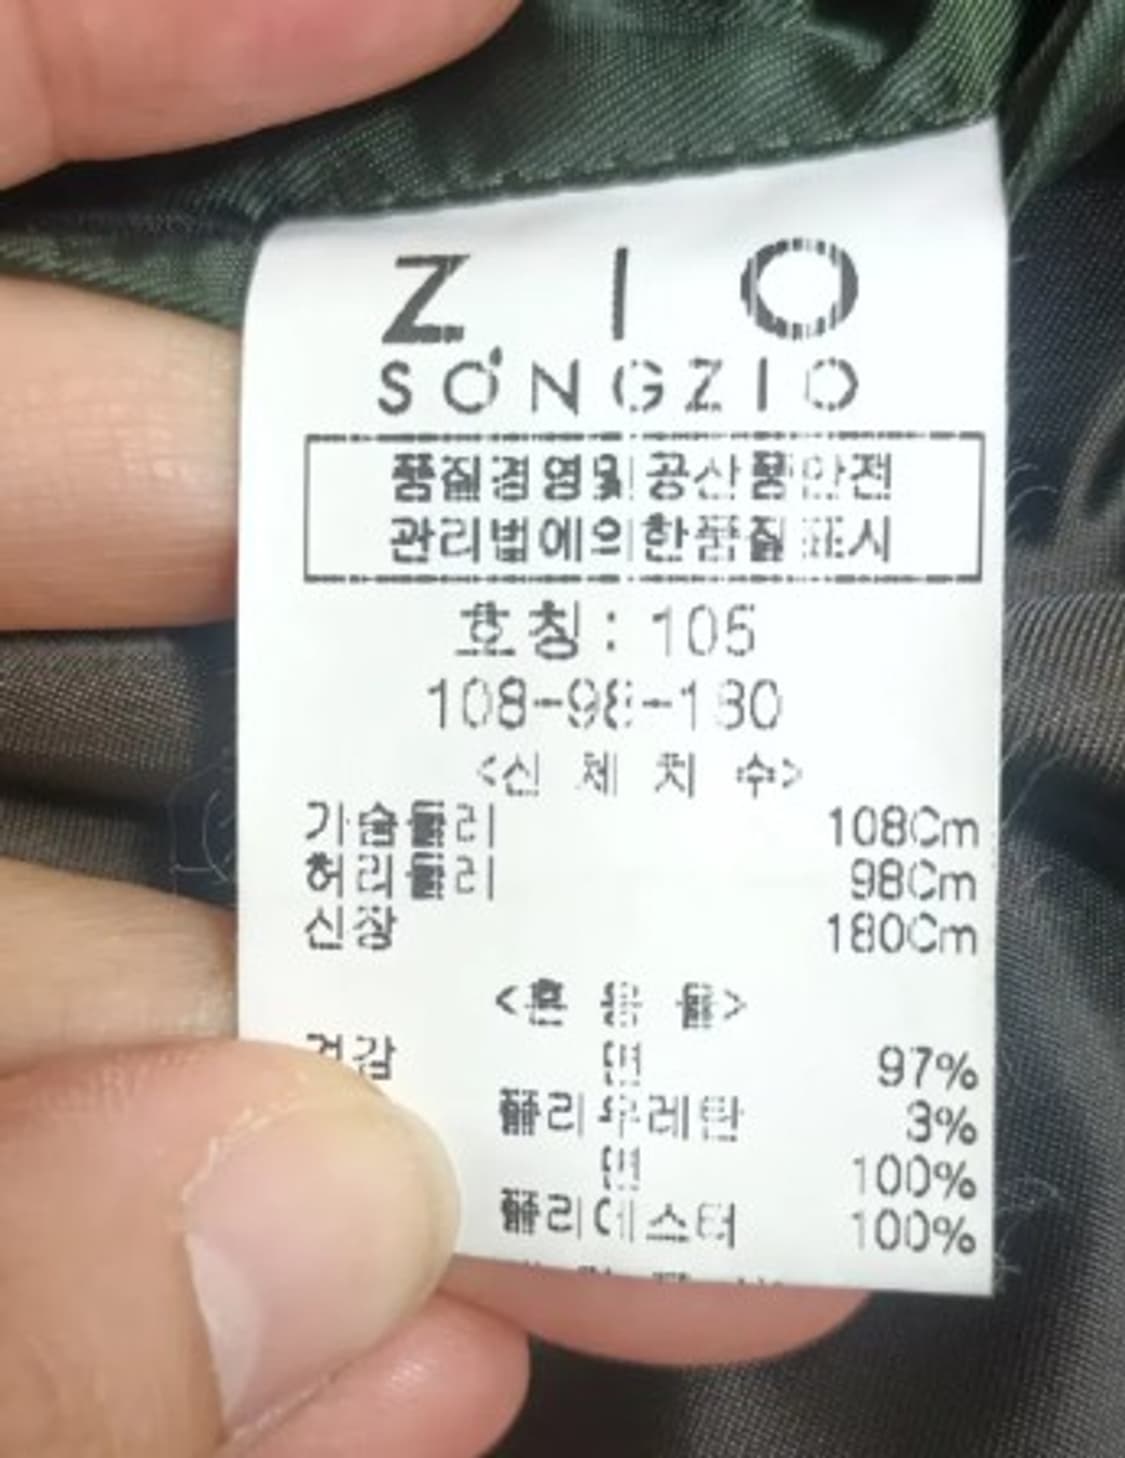 ZIO
SONGZIO
품질경영및공산품안전
관리법에의한품질표시
호칭: 105
108-98-180
<신 체 치 수>
가슴둘레 108Cm
허리둘레 98Cm
신장 180Cm
<혼 용 율>
겉감 면 97%
폴리우레탄 3%
면 100%
폴리에스터 100%